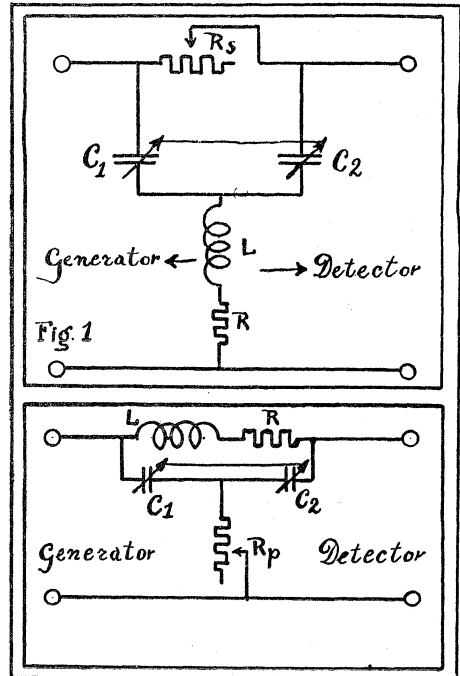 Rs
C1 C2
L
Generator Detector
R
Fig. 1
L R
C1 C2
Generator Rp Detector